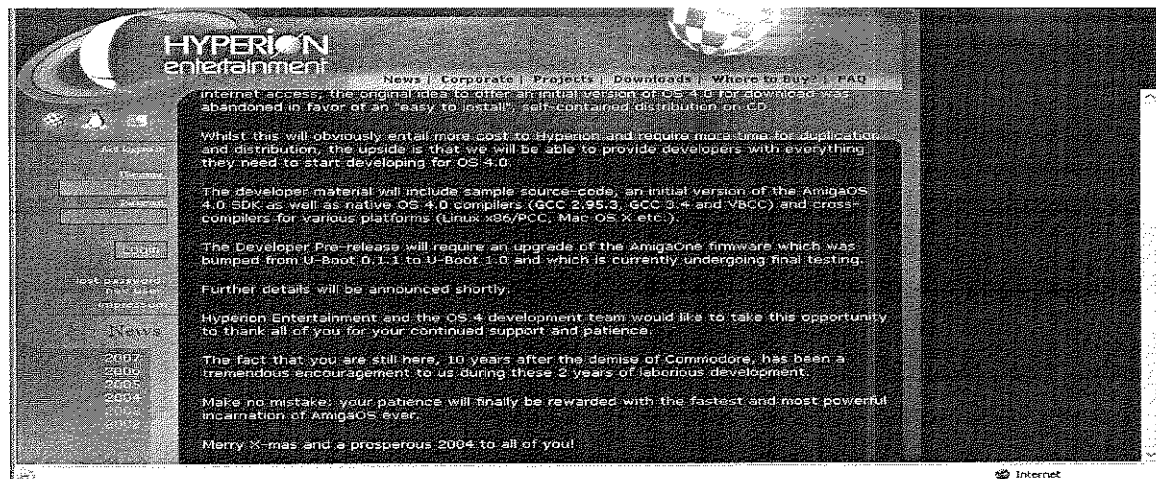 HYPERiON
entertainment
News | Corporate | Projects | Downloads | Where to Buy? | FAQ
internet access, the original idea to offer an initial version of OS 4.0 for download was
abandoned in favor of an "easy to install", self-contained distribution on CD.
Whilst this will obviously entail more cost to Hyperion and require more time for duplication
and distribution, the upside is that we will be able to provide developers with everything
they need to start developing for OS 4.0.
The developer material will include sample source-code, an initial version of the AmigaOS
4.0 SDK as well as native OS 4.0 compilers (GCC 2.95.3, GCC 3.4 and VBCC) and cross-
compilers for various platforms (Linux x86/PCC, Mac OS X etc.).
The Developer Pre-release will require an upgrade of the AmigaOne firmware which was
bumped from U-Boot 0.1.1 to U-Boot 1.0 and which is currently undergoing final testing.
Further details will be announced shortly.
Hyperion Entertainment and the OS.4 development team would like to take this opportunity
to thank all of you for your continued support and patience.
The fact that you are still here, 10 years after the demise of Commodore, has been a
tremendous encouragement to us during these 2 years of laborious development.
Make no mistake: your patience will finally be rewarded with the fastest and most powerful
incarnation of AmigaOS ever.
Merry X-mas and a prosperous 2004 to all of you!
Login
lost password
new user
Impressum
News
2007
2006
2005
2004
2003
2002
Internet